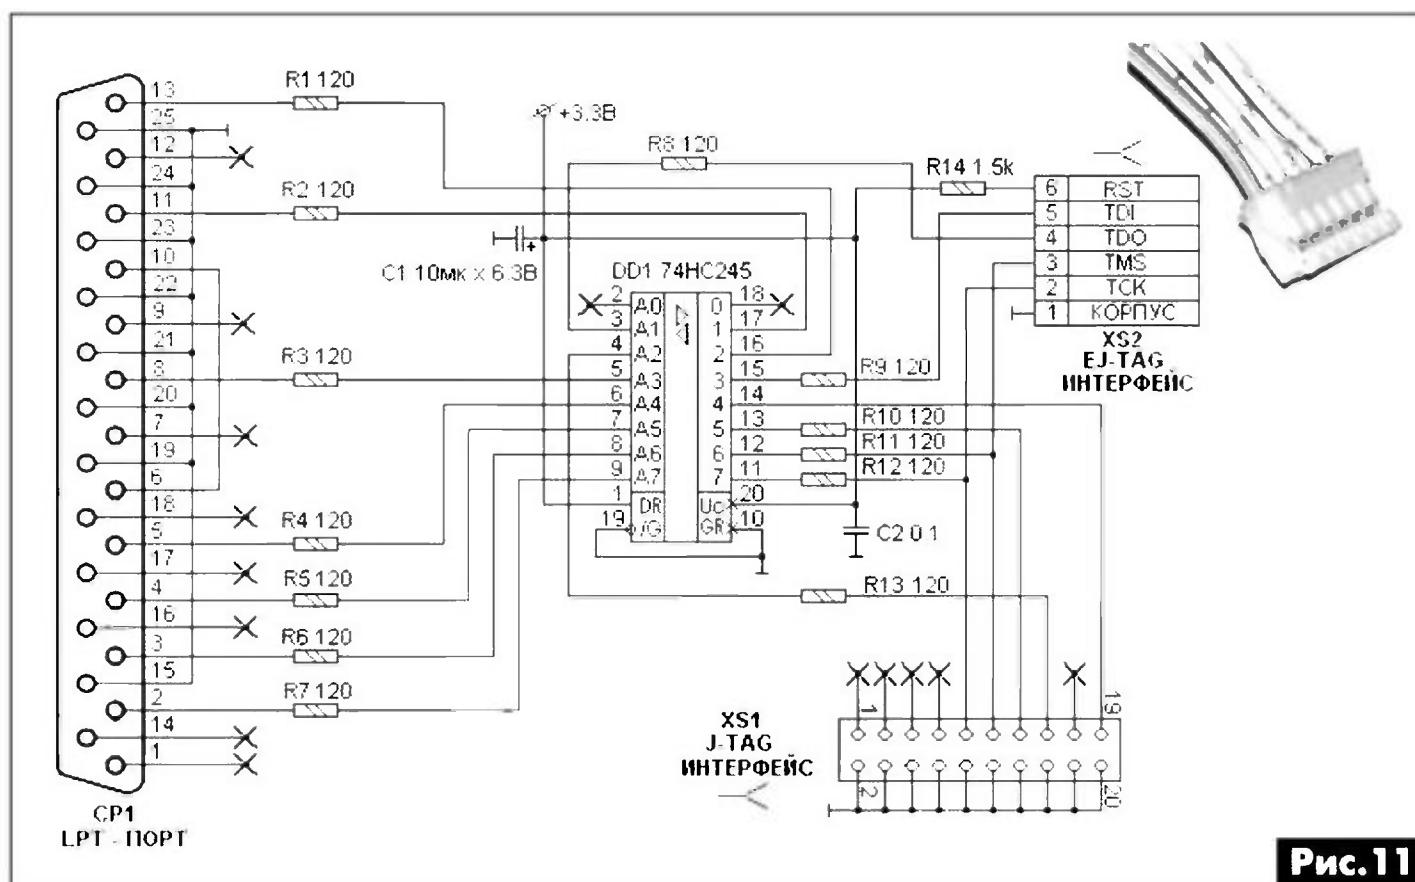 13
25
12
24
11
23
10
22
9
21
8
20
7
19
6
18
5
17
4
16
3
15
2
14
1
CP1
LPT - ПОРТ
R1 120
R2 120
R3 120
R4 120
R5 120
R6 120
R7 120
+3.3В
C1 10мк x 6.3В
R8 120
DD1 74HC245
2 A0 0 18
3 A1 1 17
4 A2 2 16
5 A3 3 15
6 A4 4 14
7 A5 5 13
8 A6 6 12
9 A7 7 11
1 DR Uc 20
19 /G GR 10
R14 1.5k
6 RST
5 TDI
4 TDO
3 TMS
2 TCK
1 КОРПУС
XS2
EJ-TAG
ИНТЕРФЕЙС
R9 120
R10 120
R11 120
R12 120
C2 0.1
R13 120
XS1
J-TAG
ИНТЕРФЕЙС
1
19
2
20
Рис.11